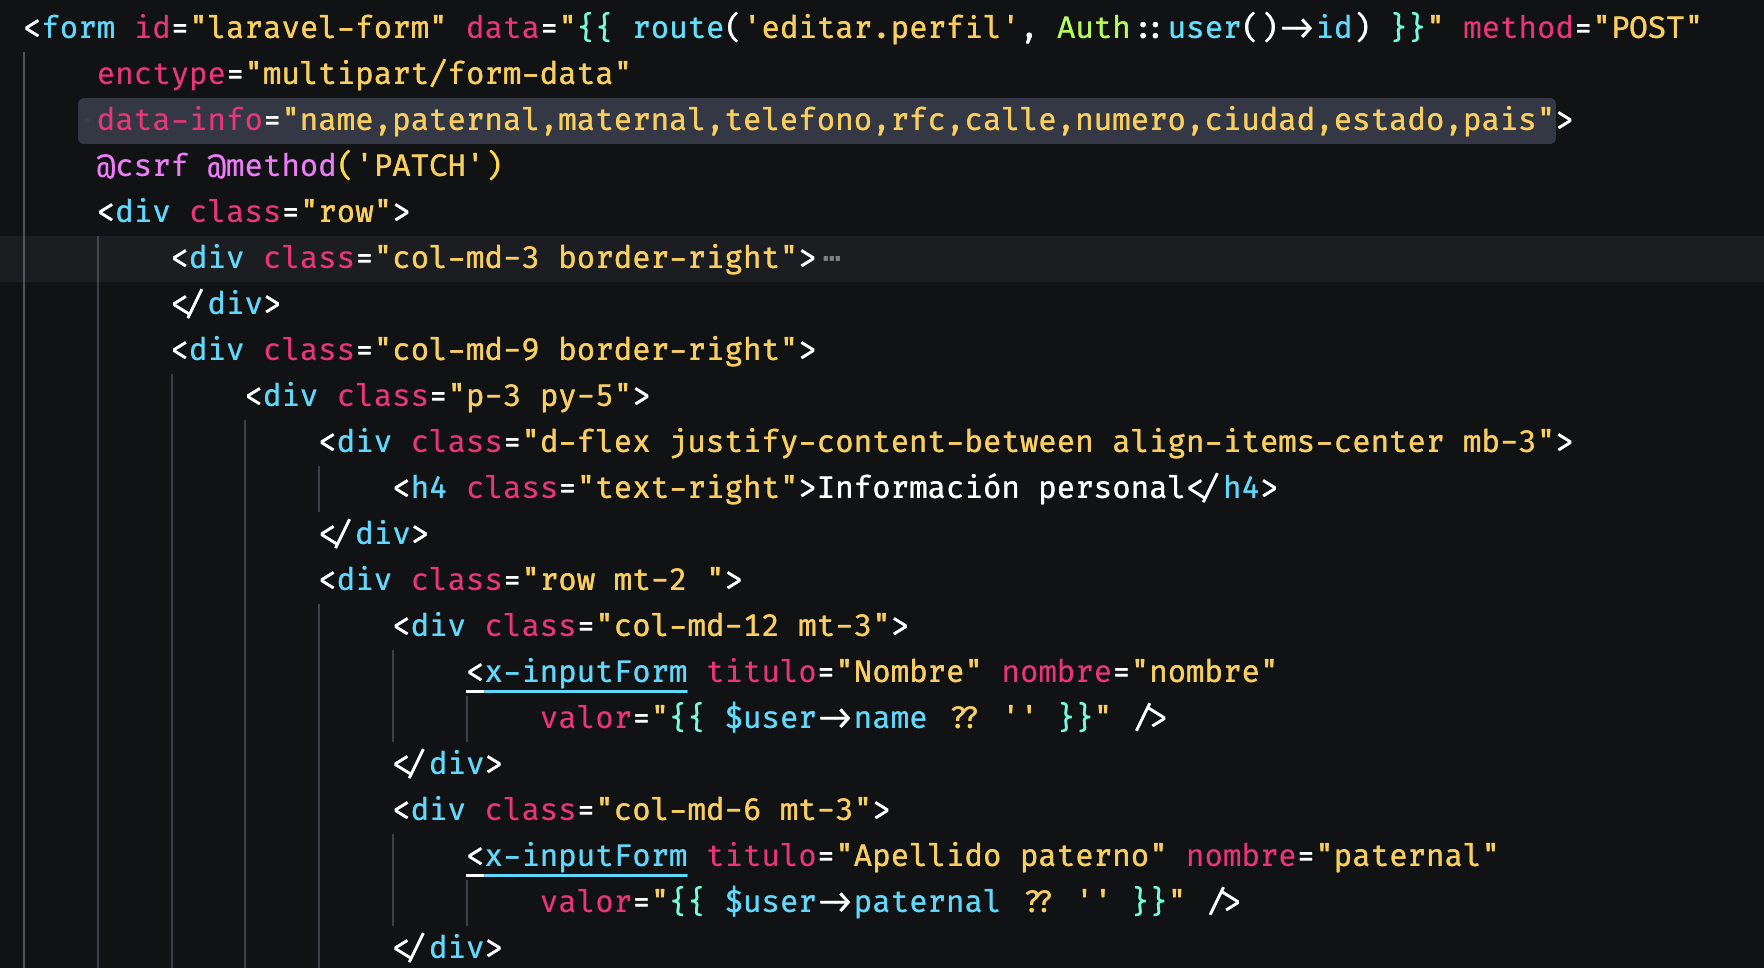 <form id="laravel-form" data="{{ route('editar.perfil', Auth::user()->id) }}" method="POST"
enctype="multipart/form-data"
data-info="name,paternal,maternal,telefono,rfc,calle,numero,ciudad,estado,pais">
@csrf @method('PATCH')
<div class="row">
<div class="col-md-3 border-right">⋯
</div>
<div class="col-md-9 border-right">
<div class="p-3 py-5">
<div class="d-flex justify-content-between align-items-center mb-3">
<h4 class="text-right">Información personal</h4>
</div>
<div class="row mt-2 ">
<div class="col-md-12 mt-3">
<x-inputForm titulo="Nombre" nombre="nombre"
valor="{{ $user->name ?? '' }}" />
</div>
<div class="col-md-6 mt-3">
<x-inputForm titulo="Apellido paterno" nombre="paternal"
valor="{{ $user->paternal ?? '' }}" />
</div>